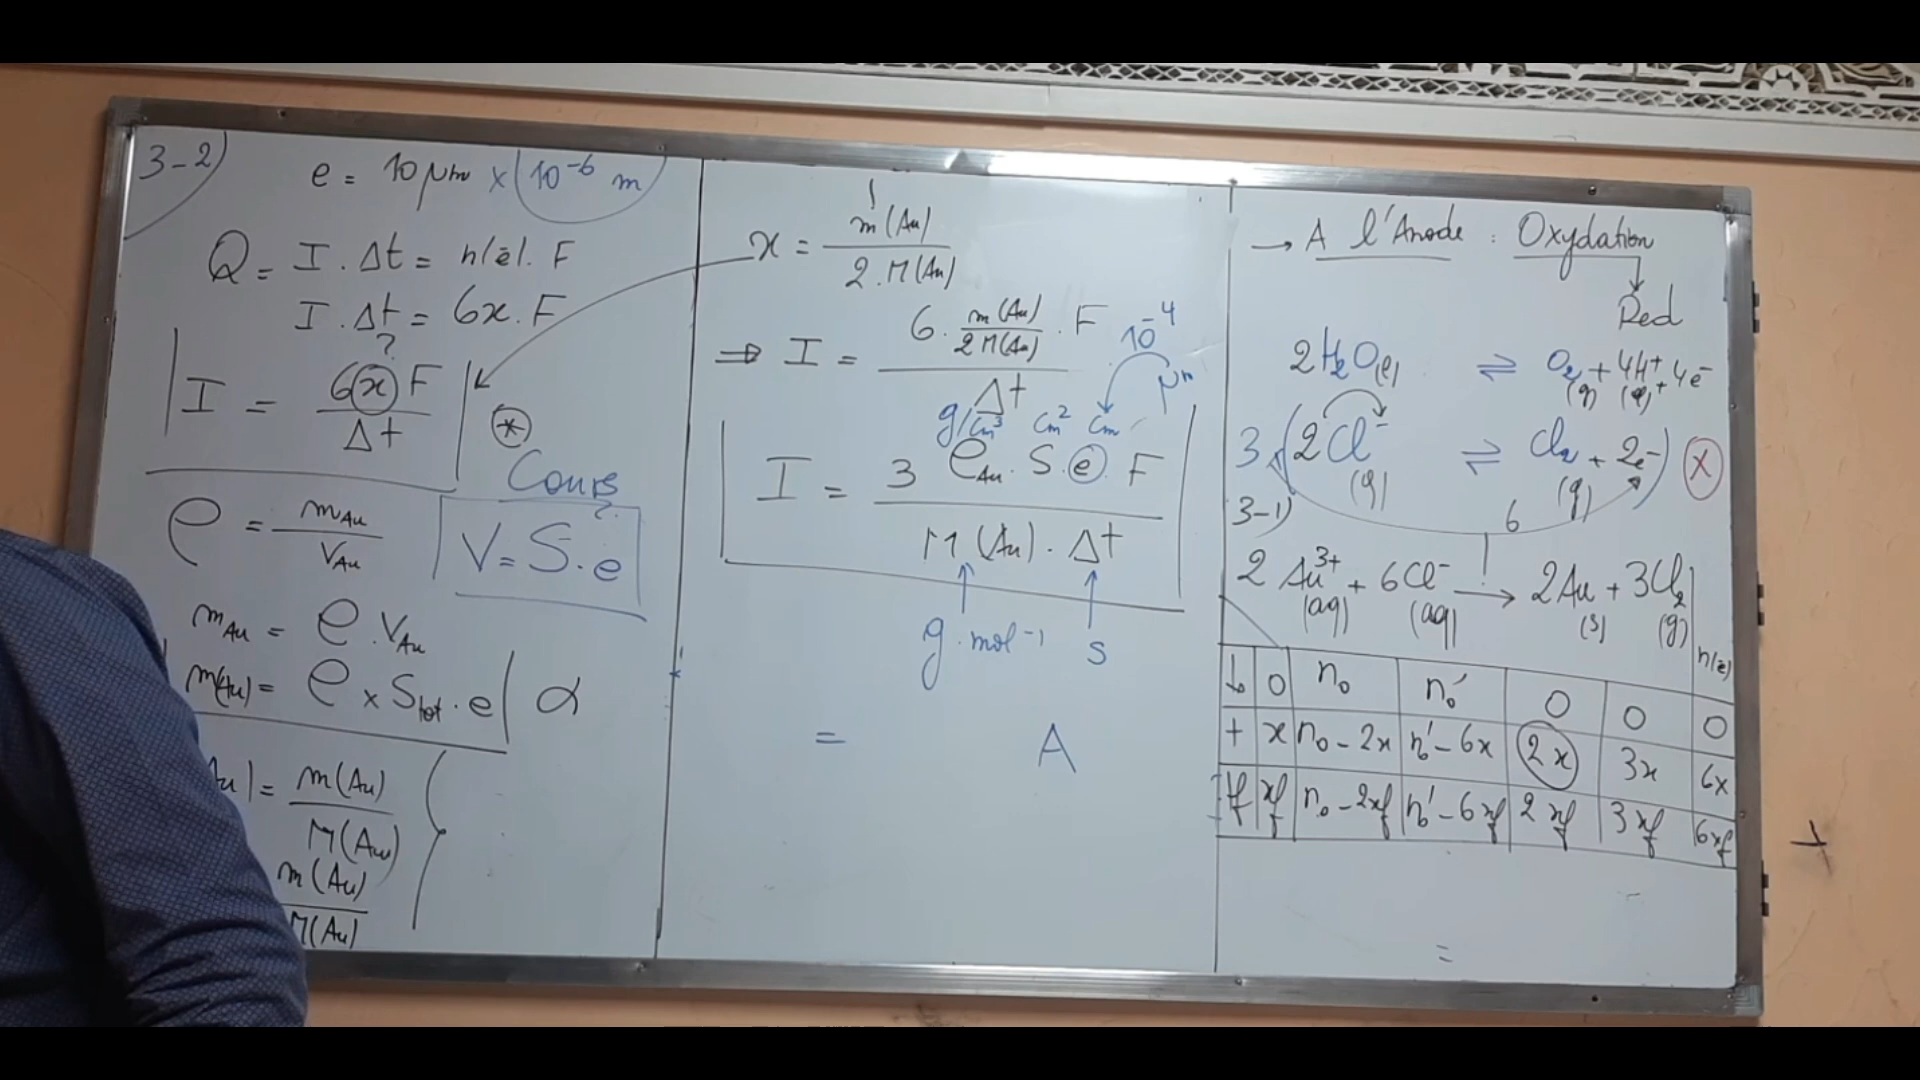 3-2)
e = 10 μm × (10⁻⁶ m)
Q = I . Δt = n(é). F
I . Δt = 6x . F
?
I = 6x F / Δt
*
Cours
ρ = m_Au / V_Au
V = S . e
m_Au = ρ . V_Au
m(Au) = ρ × S_tot . e
α
Au) = m(Au) / M(Au)
m(Au) / M(Au)
x = m(Au) / 2 . M(Au)
⇒ I = 6 . m(Au) / 2 M(Au) . F / Δt
10⁻⁴
μm
g/cm³ cm² cm
I = 3 ρ_Au . S . e . F / M(Au) . Δt
g . mol⁻¹
s
= A
→ A l'Anode : Oxydation
Red
2H₂O(l) ⇌ O₂(g) + 4H⁺ + 4e⁻
3 (2Cl⁻ ⇌ Cl₂(g) + 2e⁻) X
3-1)
6
2 Au³⁺(aq) + 6Cl⁻(aq) → 2Au(s) + 3Cl₂(g)
n(é)
t₀ 0 n₀ n₀' 0 0 0
t x n₀ - 2x n₀' - 6x 2x 3x 6x
tf xf n₀ - 2xf n₀' - 6xf 2xf 3xf 6xf
=